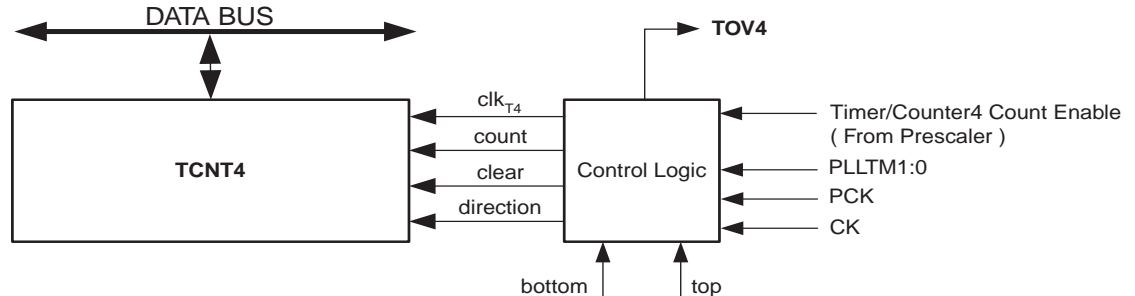 DATA BUS
TOV4
clkT4
count
clear
direction
TCNT4
Control Logic
Timer/Counter4 Count Enable
( From Prescaler )
PLLTM1:0
PCK
CK
bottom
top